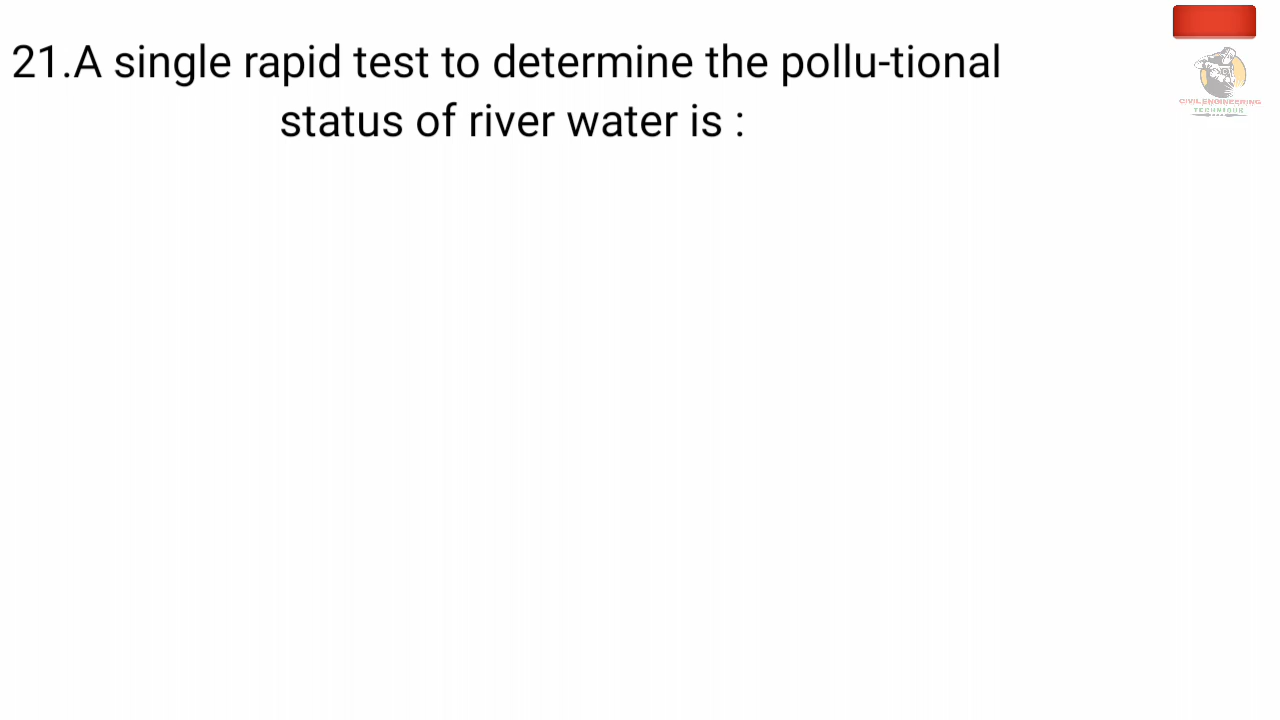 21.A single rapid test to determine the pollu-tional
status of river water is :
CIVIL ENGINEERING
TECHNIQUE